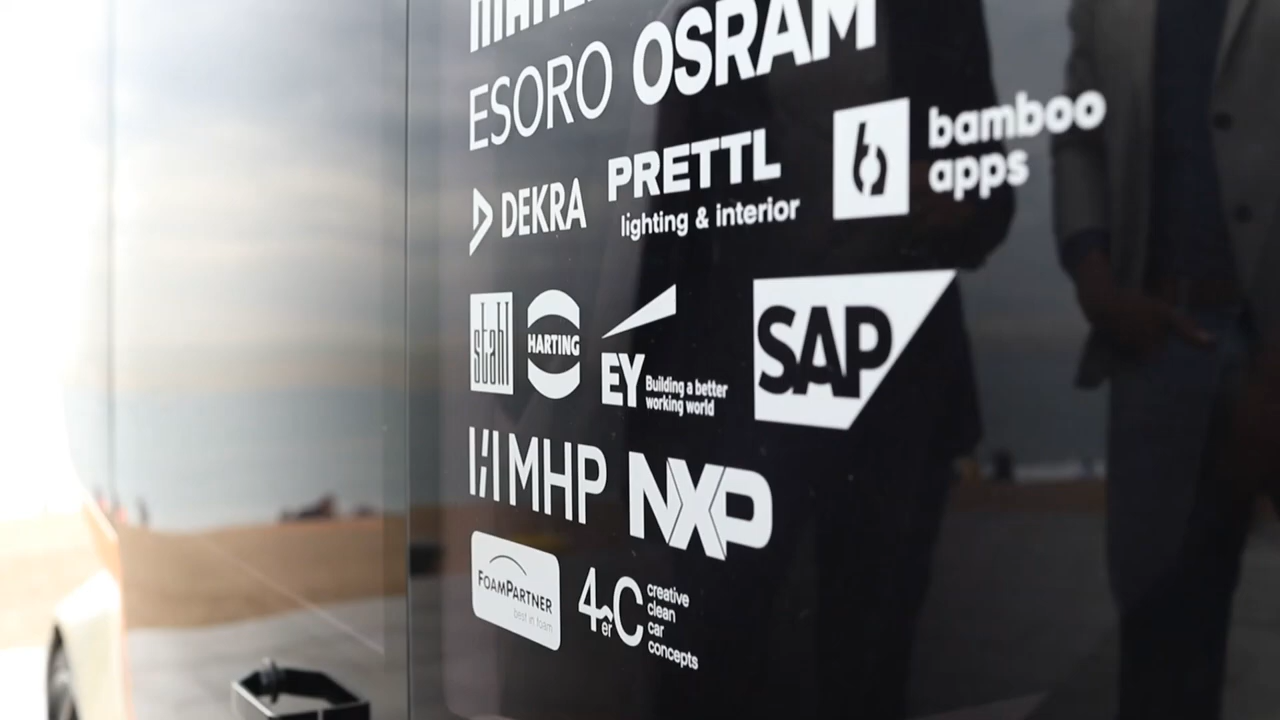 ESORO OSRAM
DEKRA
PRETTL
lighting & interior
bamboo
apps
stahl
HARTING
EY Building a better
working world
SAP
MHP NXP
FOAMPARTNER
best in foam
4erC creative
clean
car
concepts